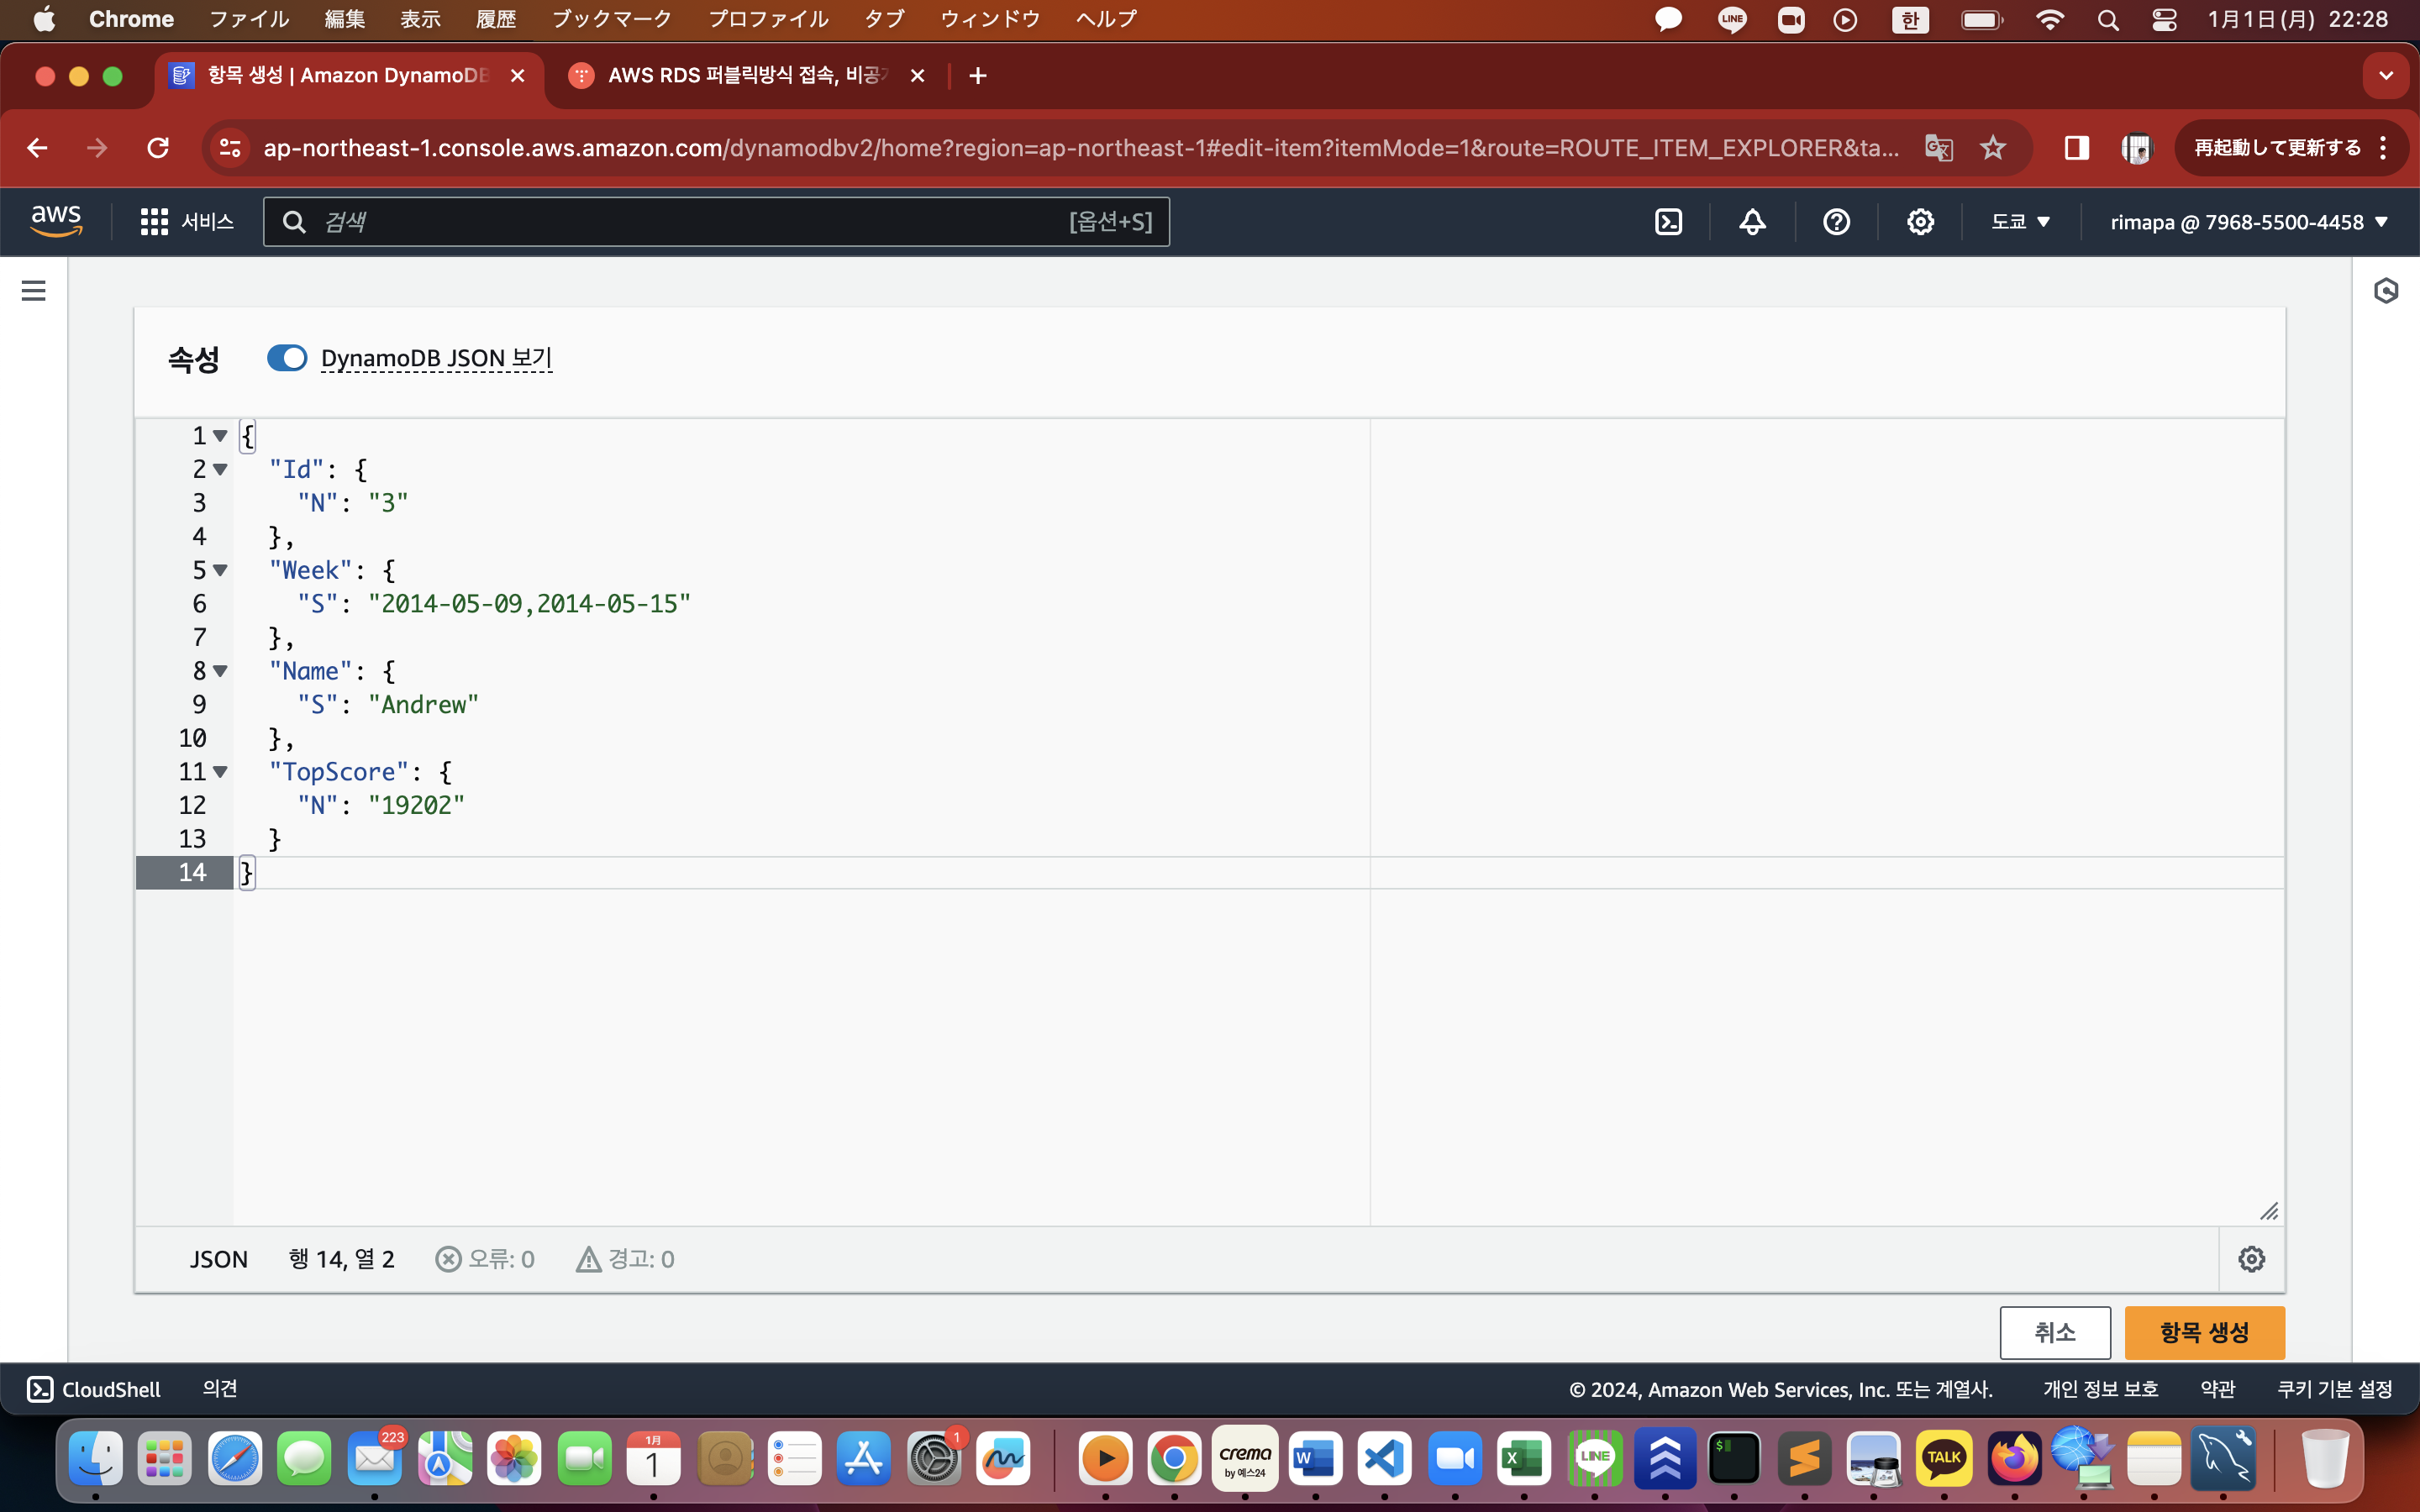 Chrome ファイル 編集 表示 履歴 ブックマーク プロファイル タブ ウィンドウ ヘルプ LINE 한 1月1日(月) 22:28
항목 생성 | Amazon DynamoDB AWS RDS 퍼블릭방식 접속, 비공개
ap-northeast-1.console.aws.amazon.com/dynamodbv2/home?region=ap-northeast-1#edit-item?itemMode=1&route=ROUTE_ITEM_EXPLORER&ta... 再起動して更新する
aws 서비스 검색 [옵션+S] 도쿄 rimapa @ 7968-5500-4458
속성 DynamoDB JSON 보기
1 {
2 "Id": {
3 "N": "3"
4 },
5 "Week": {
6 "S": "2014-05-09,2014-05-15"
7 },
8 "Name": {
9 "S": "Andrew"
10 },
11 "TopScore": {
12 "N": "19202"
13 }
14 }
JSON 행 14, 열 2 오류: 0 경고: 0
취소 항목 생성
CloudShell 의견 © 2024, Amazon Web Services, Inc. 또는 계열사. 개인 정보 보호 약관 쿠키 기본 설정
223 1月 1 1 crema by 예스24 W X LINE $ TALK